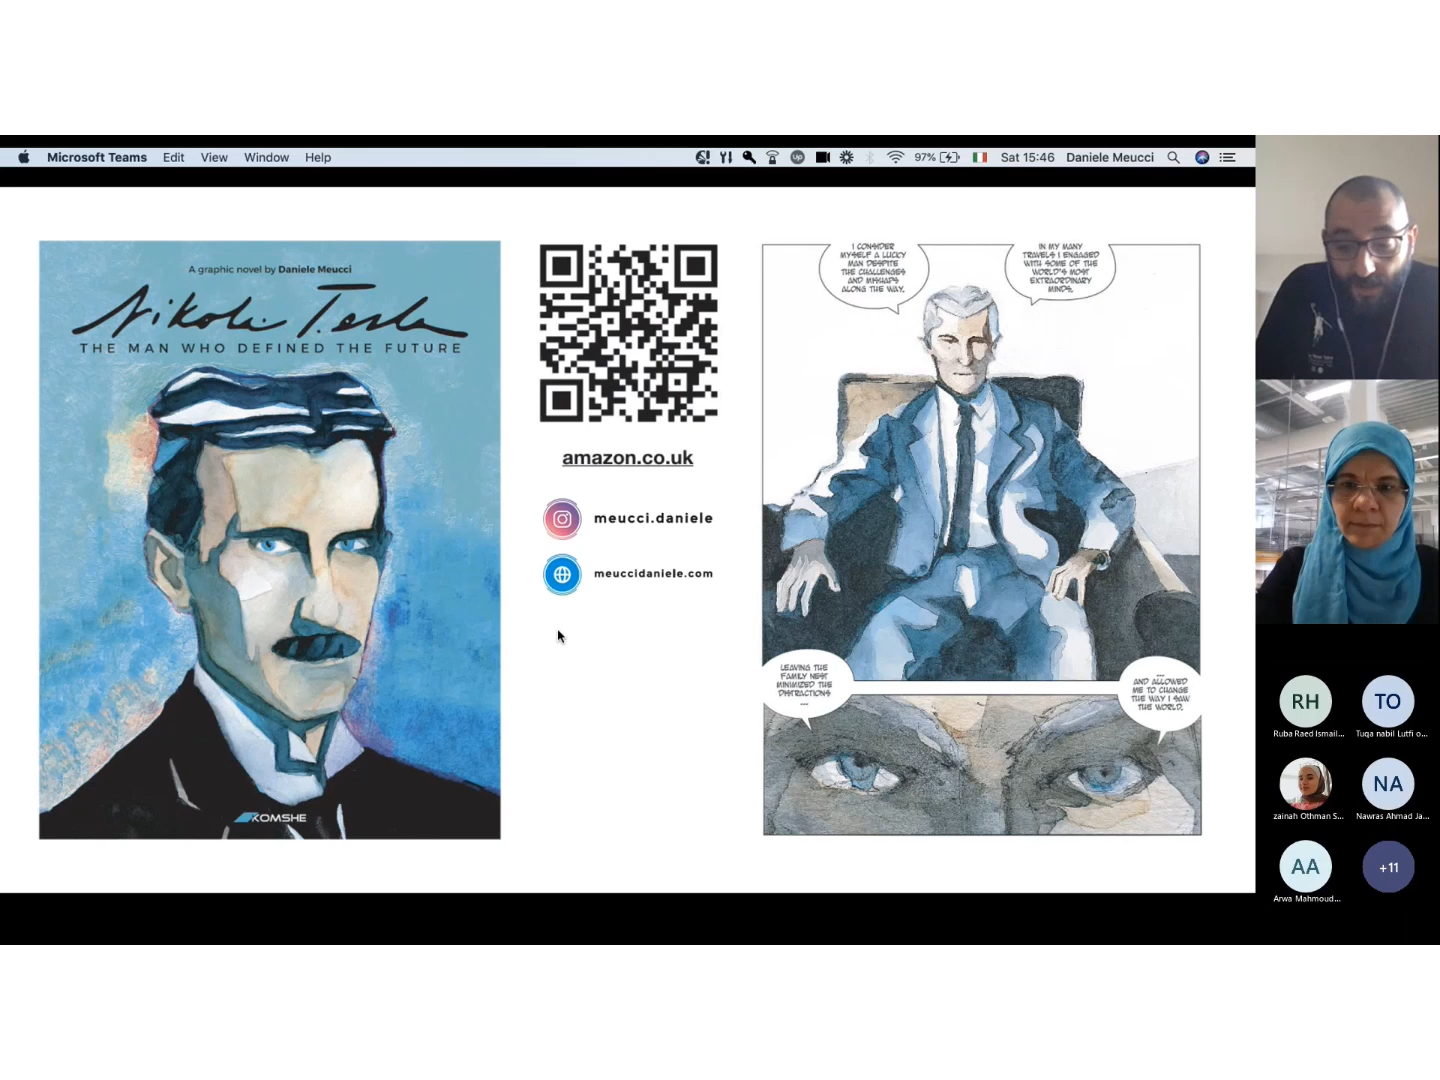 Microsoft Teams Edit View Window Help
97% Sat 15:46 Daniele Meucci
A graphic novel by Daniele Meucci
Nikola Tesla
THE MAN WHO DEFINED THE FUTURE
KOMSHE
amazon.co.uk
meucci.daniele
meuccidaniele.com
I CONSIDER
MYSELF A LUCKY
MAN DESPITE
THE CHALLENGES
AND MISHAPS
ALONG THE WAY.
IN MY MANY
TRAVELS I ENGAGED
WITH SOME OF THE
WORLD'S MOST
EXTRAORDINARY
MINDS.
LEAVING THE
FAMILY NEST
MINIMIZED THE
DISTRACTIONS
...
...
AND ALLOWED
ME TO CHANGE
THE WAY I SAW
THE WORLD.
RH
Ruba Raed Ismail...
TO
Tuqa nabil Lutfi o...
zainah Othman S...
NA
Nawras Ahmad Ja...
AA
Arwa Mahmoud...
+11